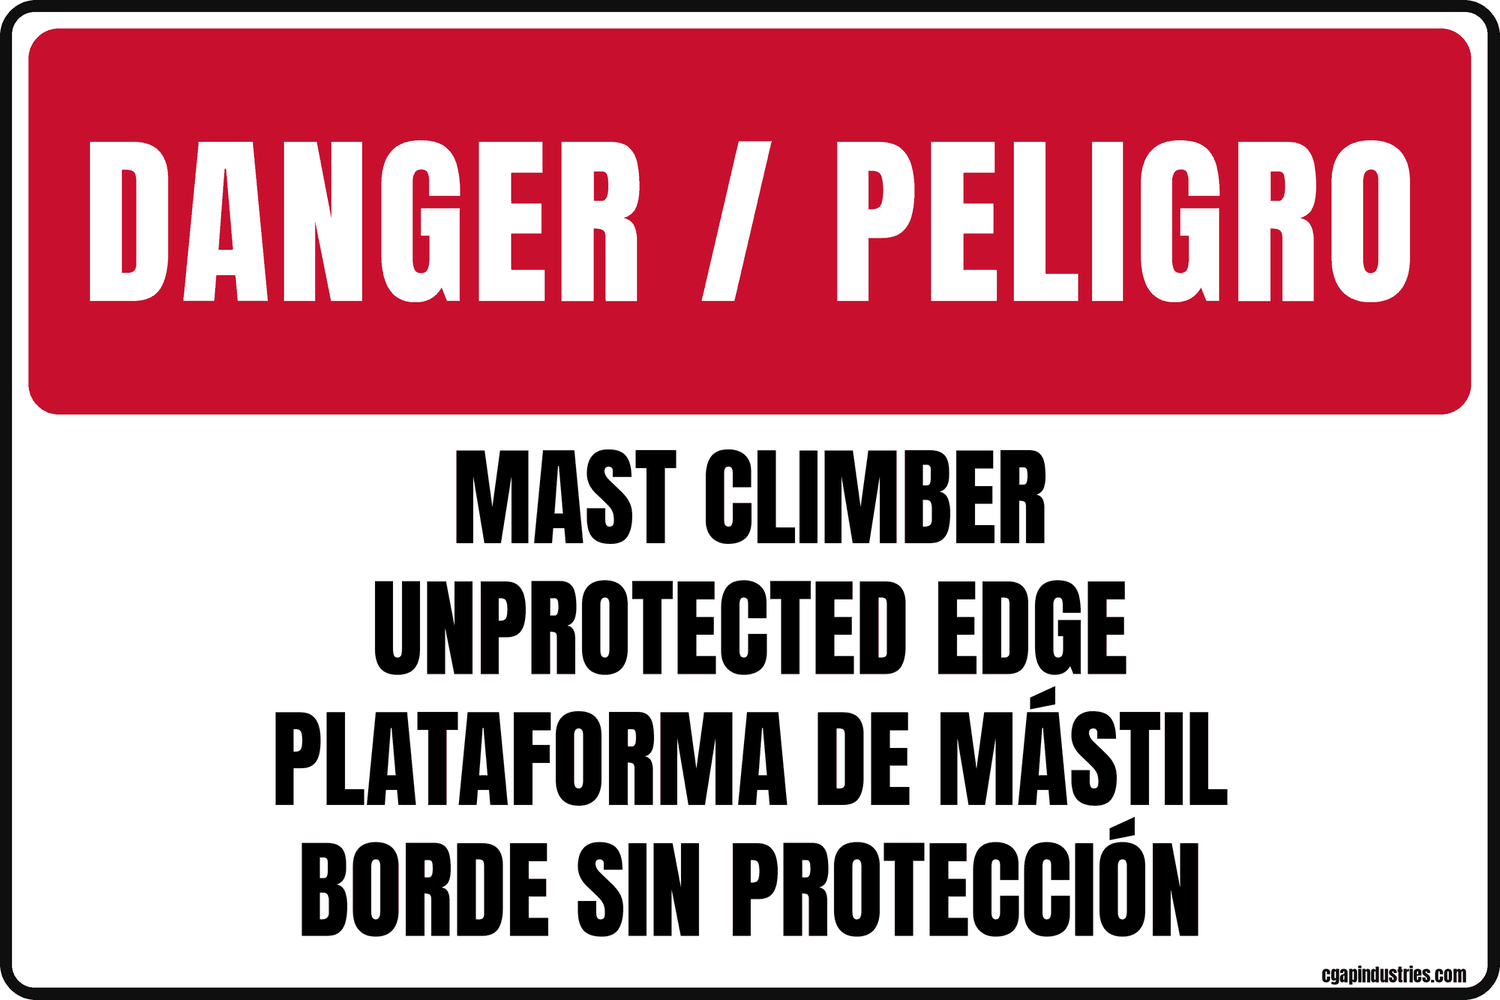 DANGER / PELIGRO
MAST CLIMBER
UNPROTECTED EDGE
PLATAFORMA DE MÁSTIL
BORDE SIN PROTECCIÓN
cgapindustries.com